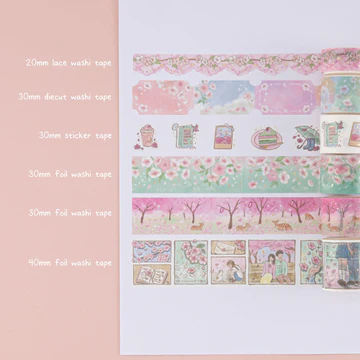 20mm lace washi tape
30mm diecut washi tape
30mm sticker tape
30mm foil washi tape
30mm foil washi tape
40mm foil washi tape